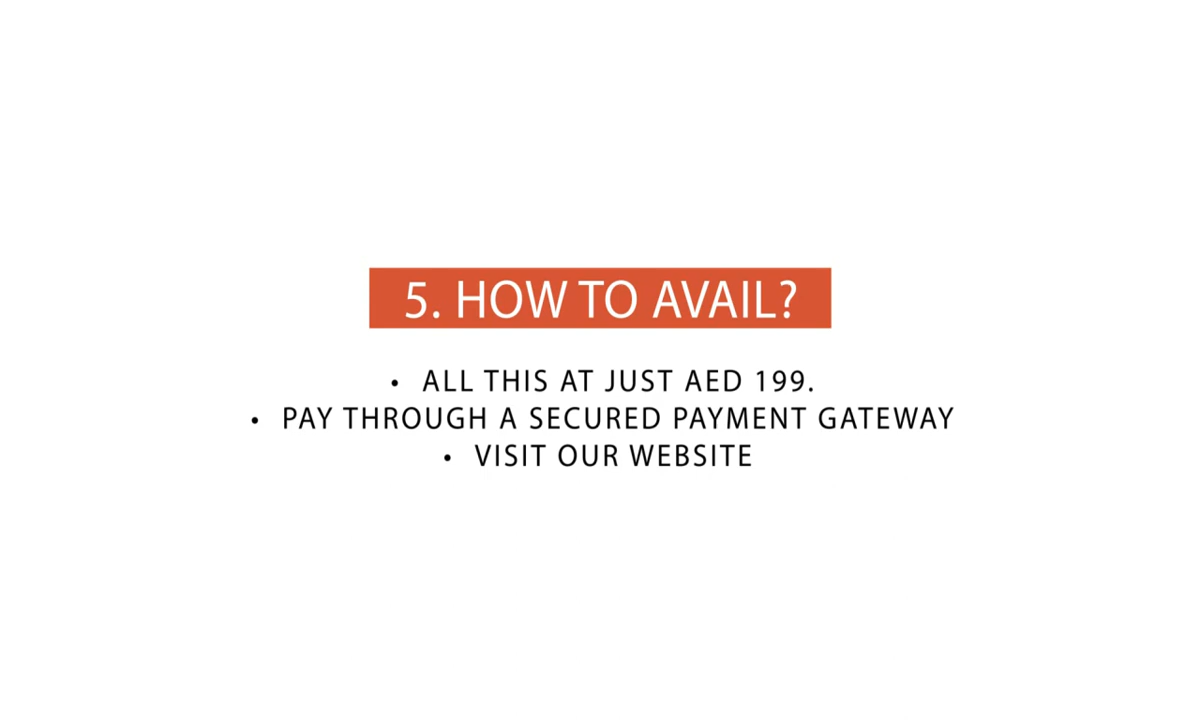 5. HOW TO AVAIL?
• ALL THIS AT JUST AED 199.
• PAY THROUGH A SECURED PAYMENT GATEWAY
• VISIT OUR WEBSITE